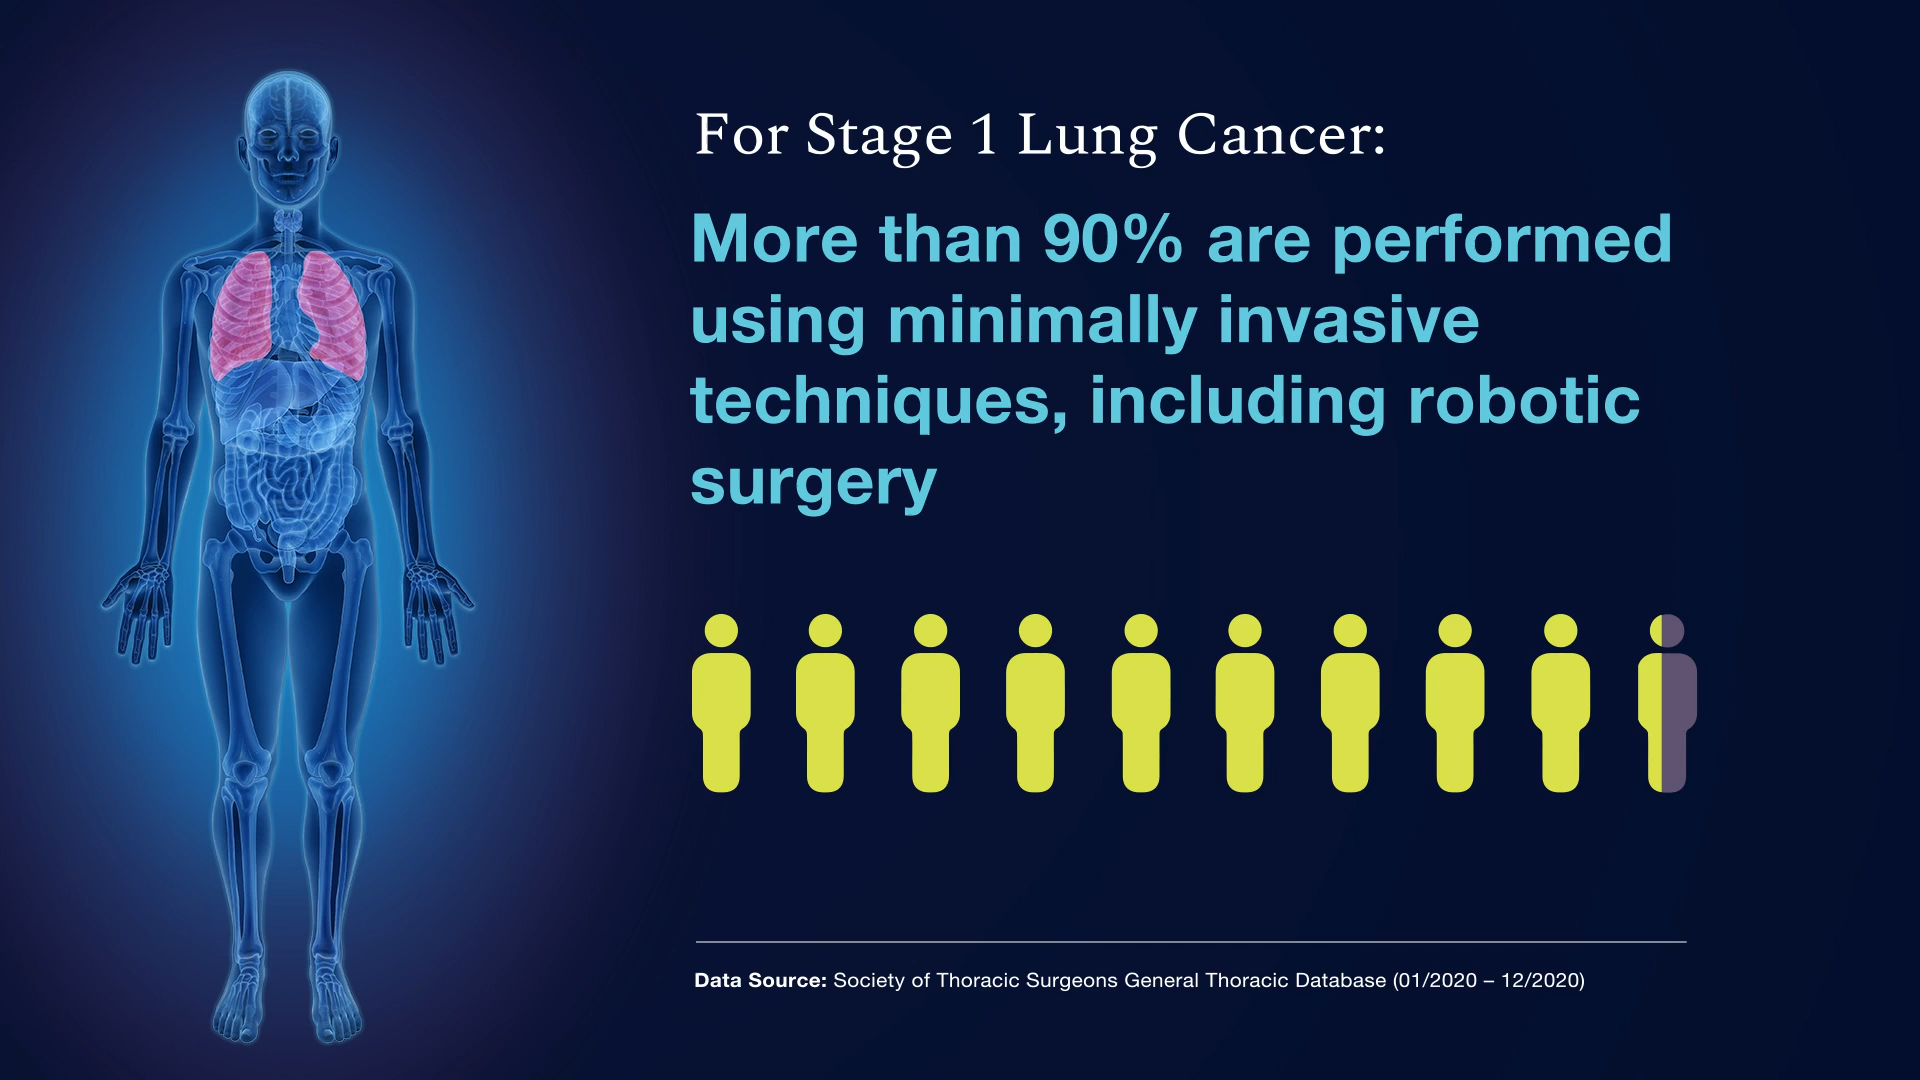 For Stage 1 Lung Cancer:
More than 90% are performed
using minimally invasive
techniques, including robotic
surgery
Data Source: Society of Thoracic Surgeons General Thoracic Database (01/2020 – 12/2020)